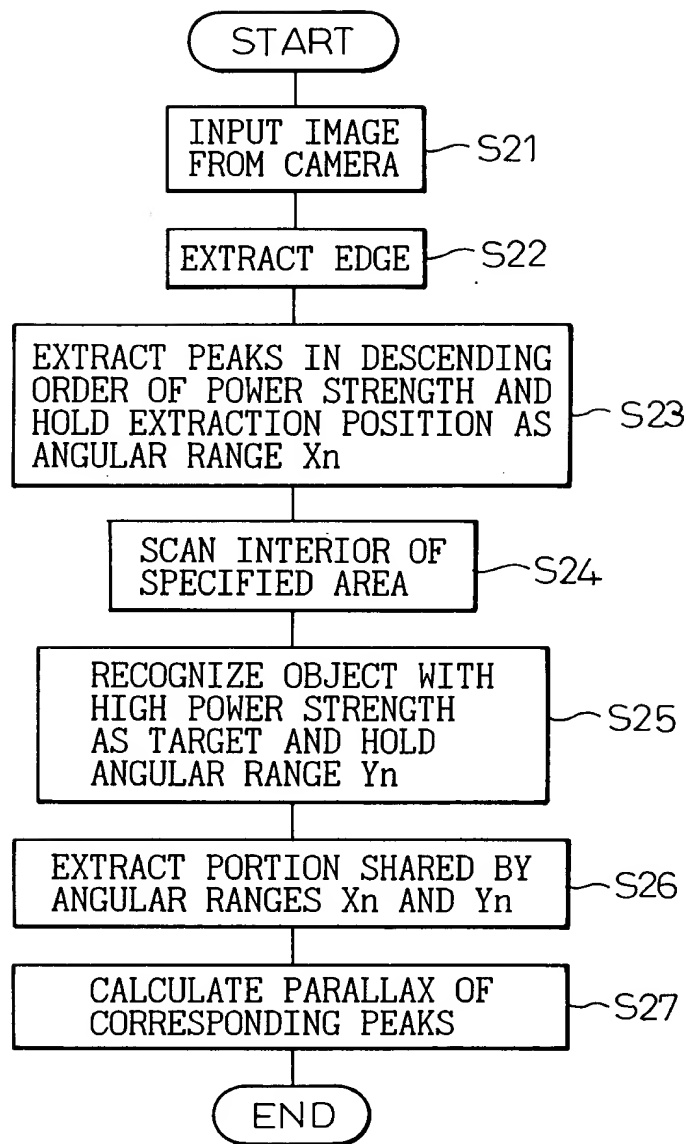 START
INPUT IMAGE
FROM CAMERA
S21
EXTRACT EDGE
S22
EXTRACT PEAKS IN DESCENDING
ORDER OF POWER STRENGTH AND
HOLD EXTRACTION POSITION AS
ANGULAR RANGE Xn
S23
SCAN INTERIOR OF
SPECIFIED AREA
S24
RECOGNIZE OBJECT WITH
HIGH POWER STRENGTH
AS TARGET AND HOLD
ANGULAR RANGE Yn
S25
EXTRACT PORTION SHARED BY
ANGULAR RANGES Xn AND Yn
S26
CALCULATE PARALLAX OF
CORRESPONDING PEAKS
S27
END